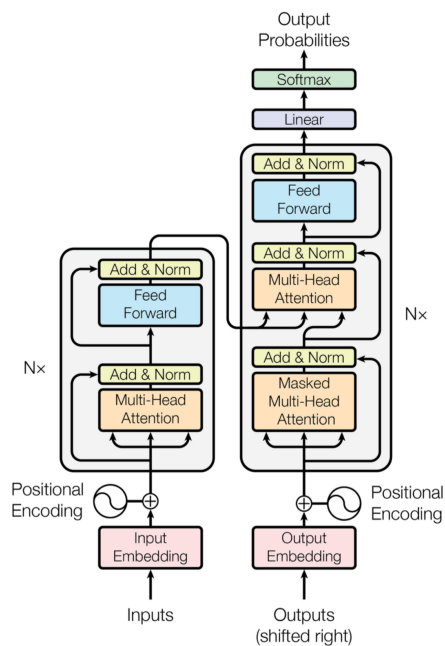 Output
Probabilities
Softmax
Linear
Add & Norm
Feed
Forward
Add & Norm
Multi-Head
Attention
Add & Norm
Masked
Multi-Head
Attention
Nx
Add & Norm
Feed
Forward
Add & Norm
Multi-Head
Attention
N×
Positional
Encoding
Positional
Encoding
Input
Embedding
Output
Embedding
Inputs
Outputs
(shifted right)